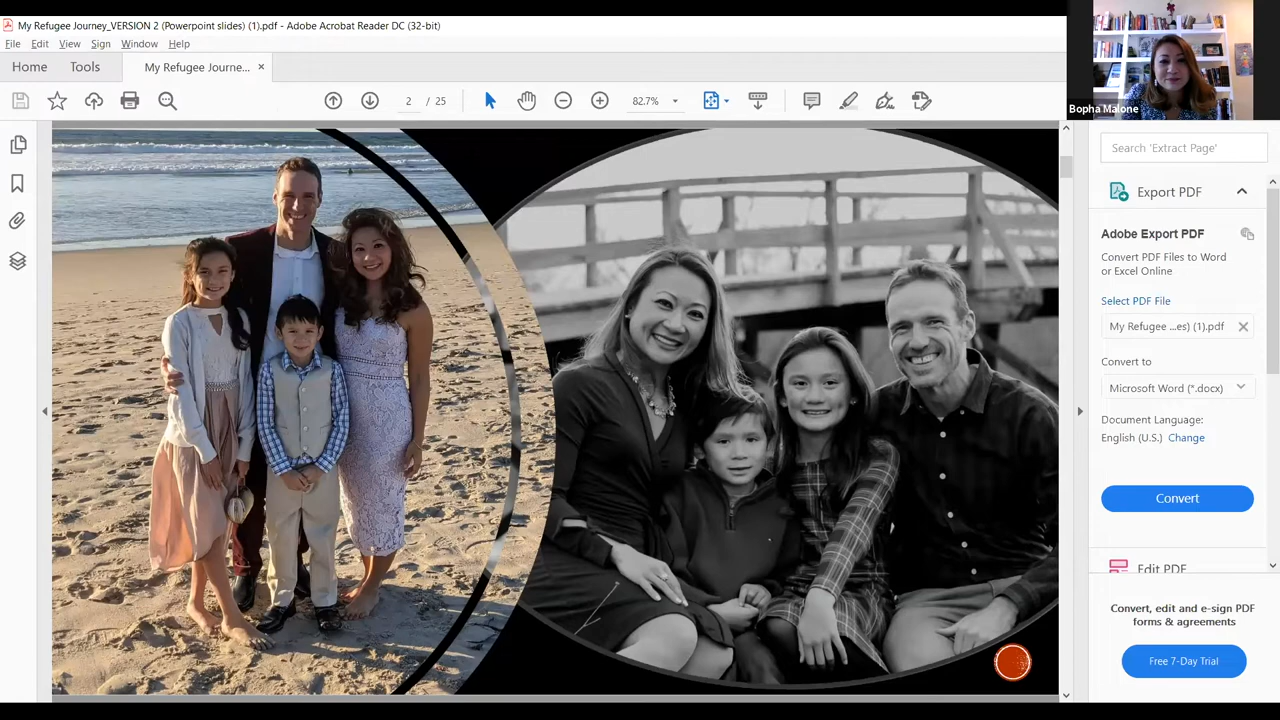 My Refugee Journey_VERSION 2 (Powerpoint slides) (1).pdf - Adobe Acrobat Reader DC (32-bit)
File Edit View Sign Window Help
Home Tools My Refugee Journe... ×
/ 25 82.7%
Bopha Malone
Search 'Extract Page'
Export PDF
Adobe Export PDF
Convert PDF Files to Word
or Excel Online
Select PDF File
My Refugee ...es) (1).pdf
Convert to
Microsoft Word (*.docx)
Document Language:
English (U.S.) Change
Convert
Edit PDF
Convert, edit and e-sign PDF
forms & agreements
Free 7-Day Trial